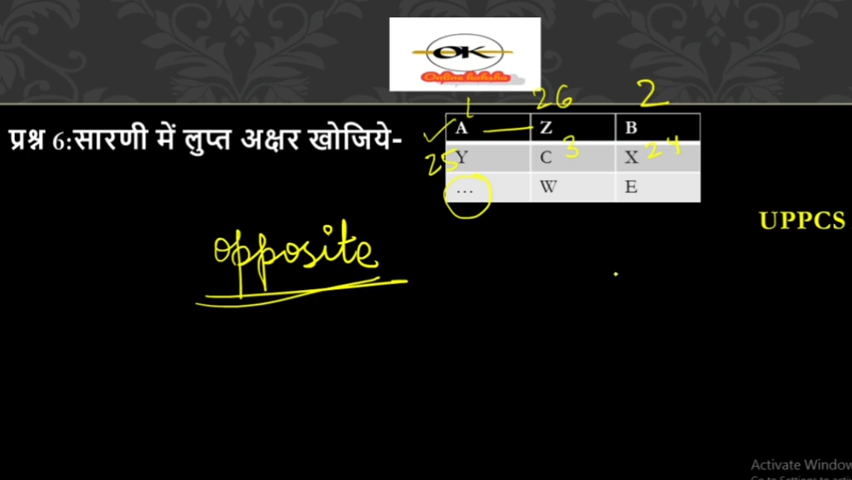 OK
Online Koksha
1 26 2
प्रश्न 6:सारणी में लुप्त अक्षर खोजिये-
A Z B
25 Y C 3 X 24
... W E
UPPCS
opposite
Activate Window